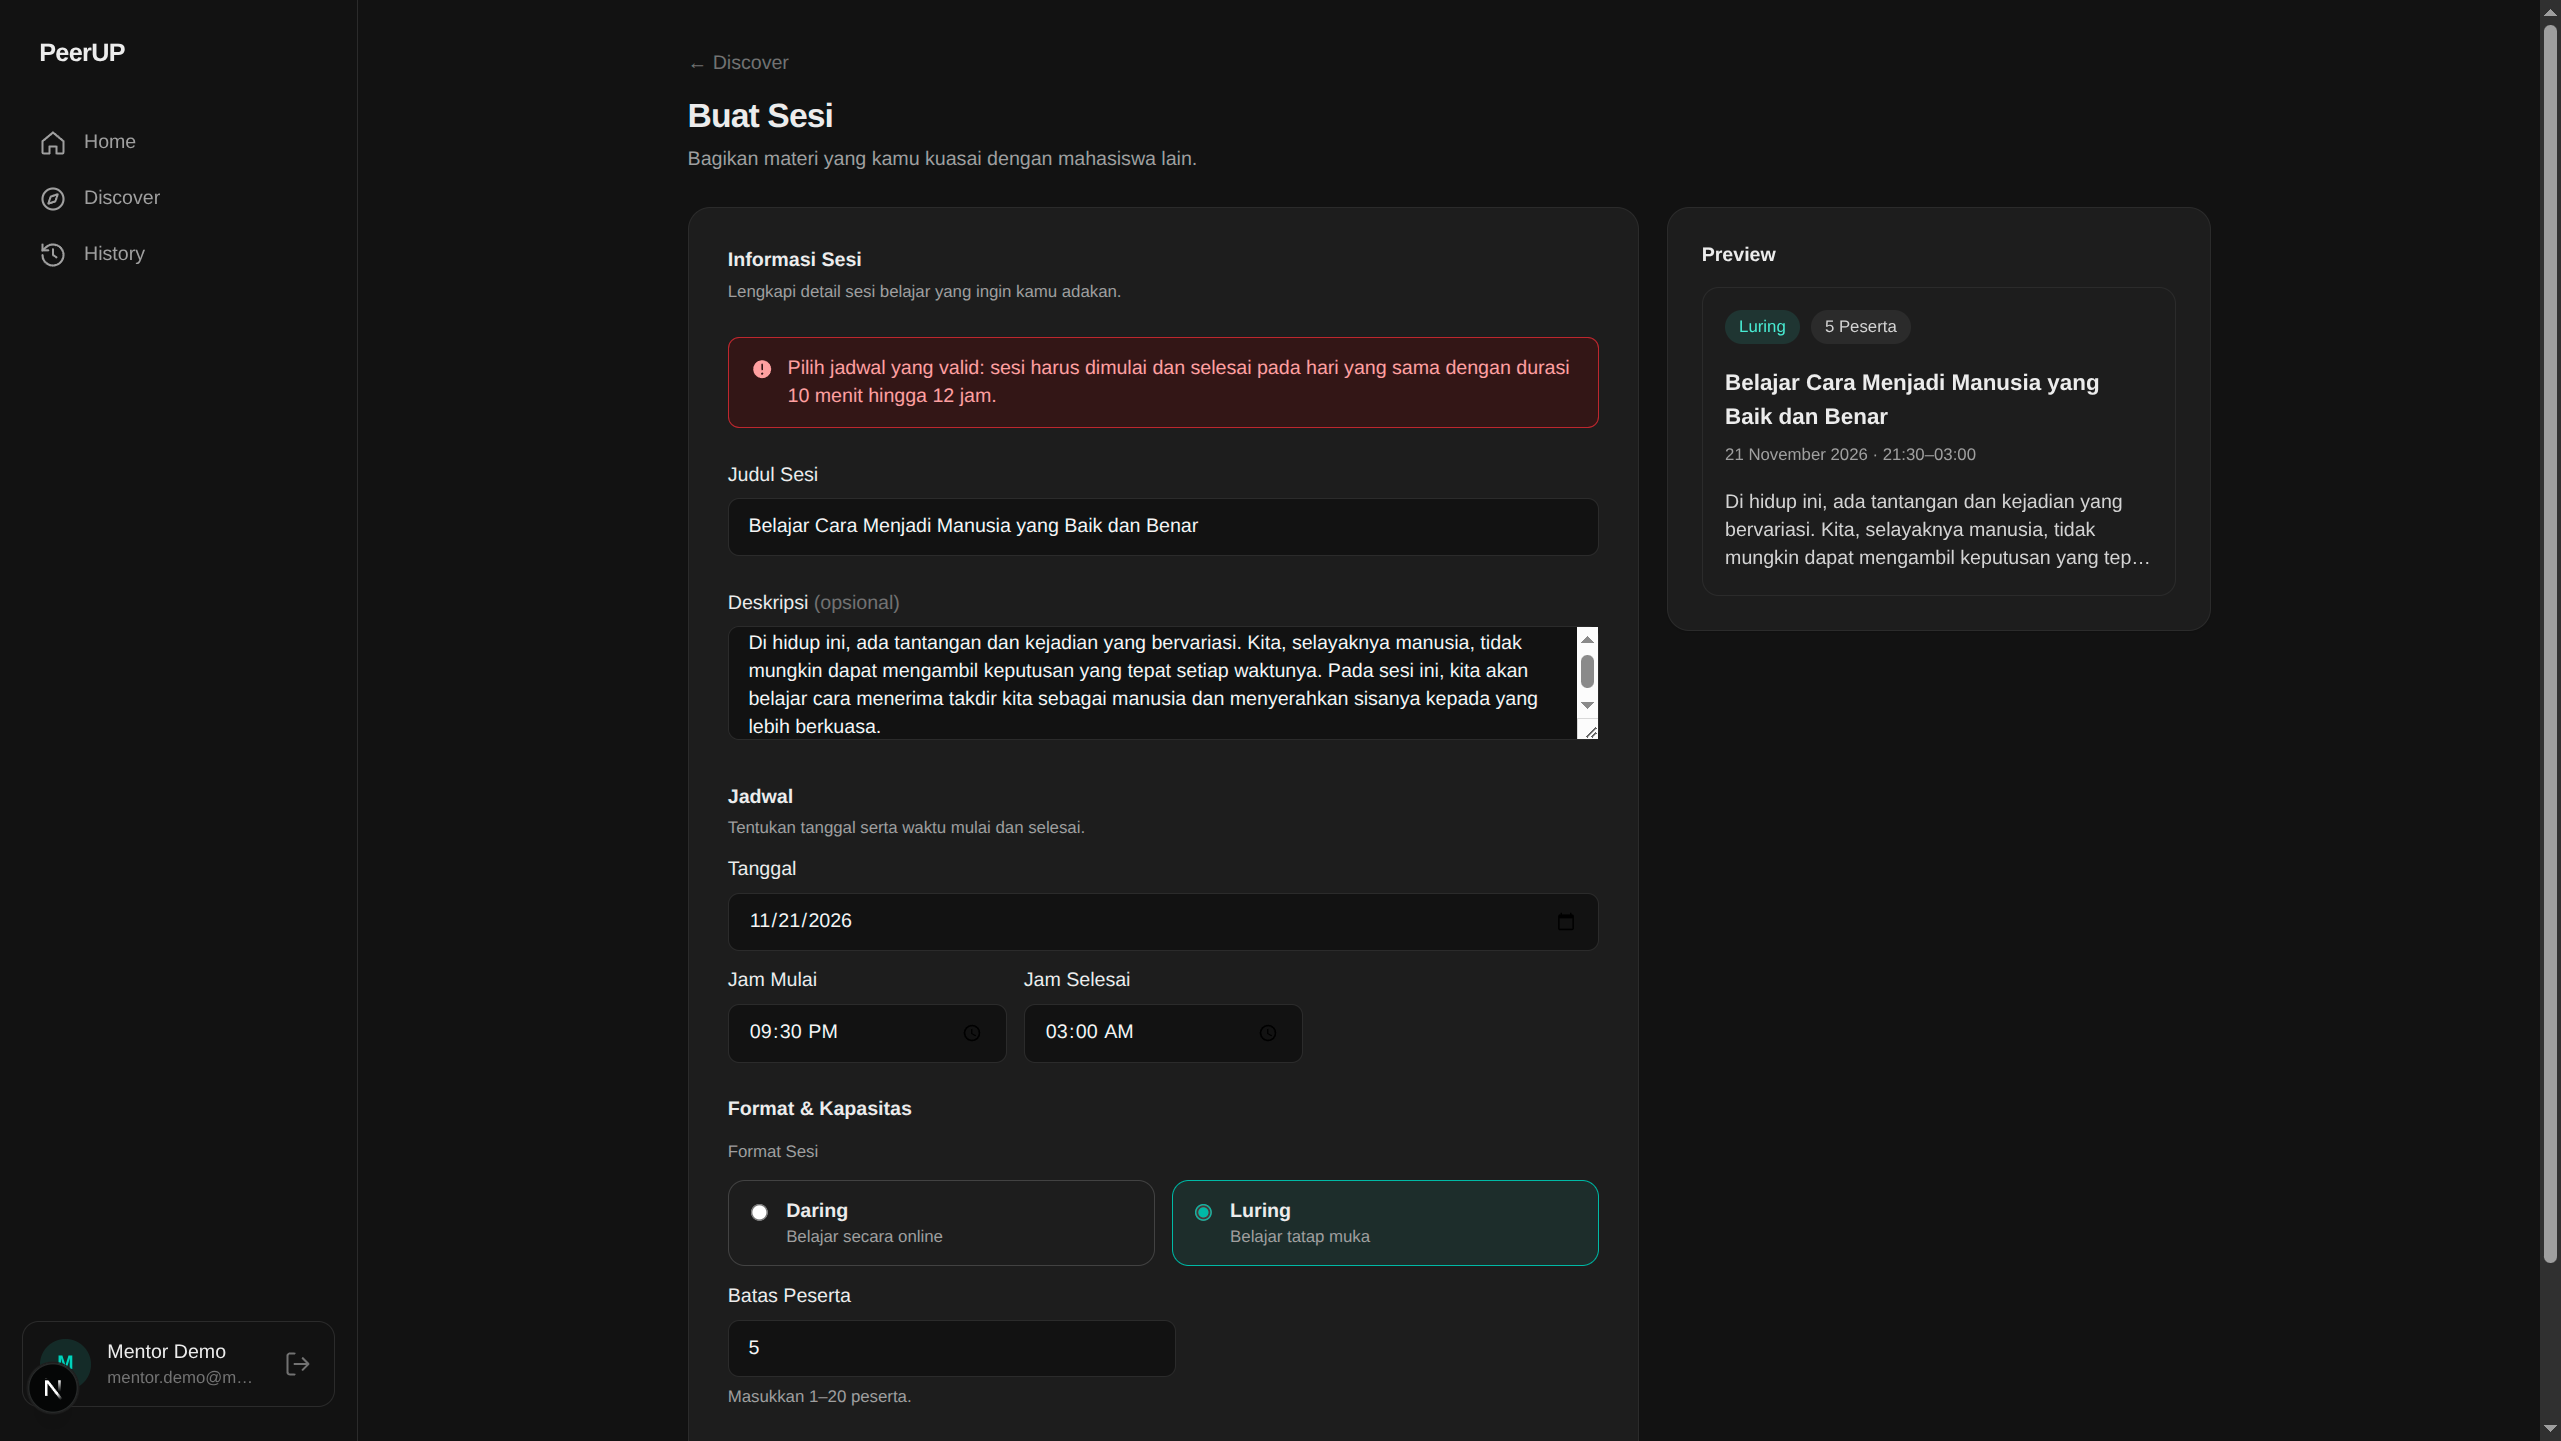 PeerUP
Home
Discover
History
← Discover
Buat Sesi
Bagikan materi yang kamu kuasai dengan mahasiswa lain.
Informasi Sesi
Lengkapi detail sesi belajar yang ingin kamu adakan.
Pilih jadwal yang valid: sesi harus dimulai dan selesai pada hari yang sama dengan durasi
10 menit hingga 12 jam.
Judul Sesi
Belajar Cara Menjadi Manusia yang Baik dan Benar
Deskripsi (opsional)
Di hidup ini, ada tantangan dan kejadian yang bervariasi. Kita, selayaknya manusia, tidak
mungkin dapat mengambil keputusan yang tepat setiap waktunya. Pada sesi ini, kita akan
belajar cara menerima takdir kita sebagai manusia dan menyerahkan sisanya kepada yang
lebih berkuasa.
Jadwal
Tentukan tanggal serta waktu mulai dan selesai.
Tanggal
11/21/2026
Jam Mulai
Jam Selesai
09:30 PM
03:00 AM
Format & Kapasitas
Format Sesi
Daring
Belajar secara online
Luring
Belajar tatap muka
Batas Peserta
5
Masukkan 1–20 peserta.
Preview
Luring
5 Peserta
Belajar Cara Menjadi Manusia yang
Baik dan Benar
21 November 2026 · 21:30–03:00
Di hidup ini, ada tantangan dan kejadian yang
bervariasi. Kita, selayaknya manusia, tidak
mungkin dapat mengambil keputusan yang tep…
M
N
Mentor Demo
mentor.demo@m…